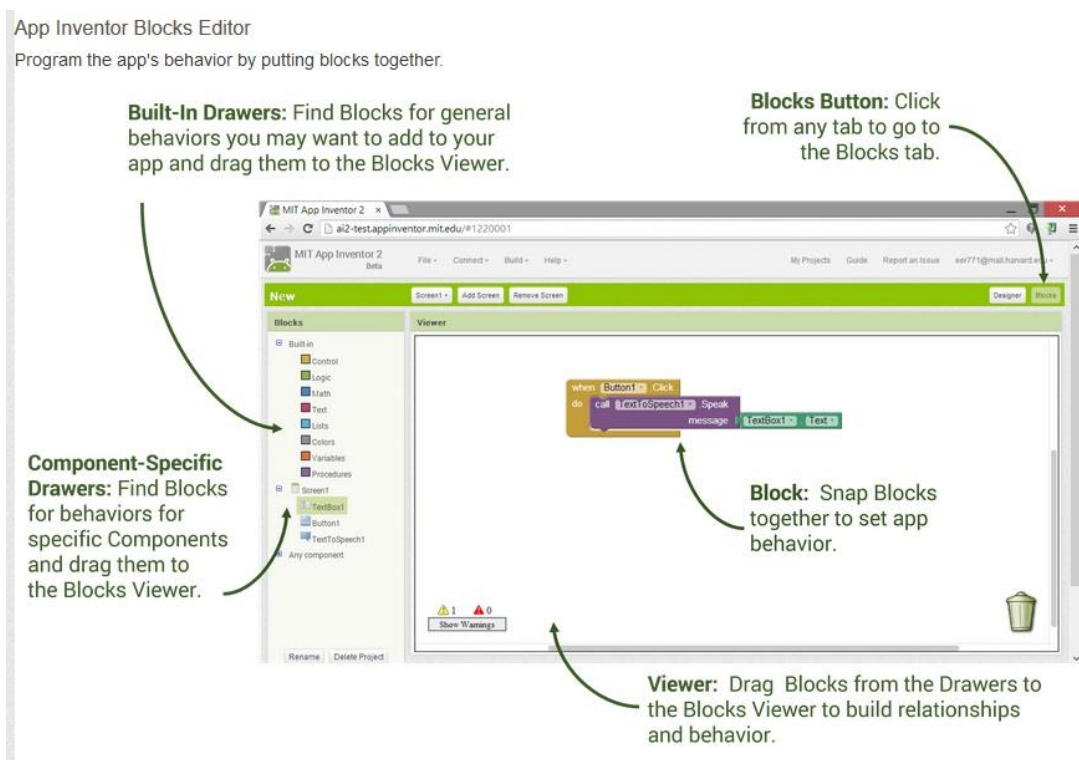 App Inventor Blocks Editor
Program the app's behavior by putting blocks together.
Built-In Drawers: Find Blocks for general
behaviors you may want to add to your
app and drag them to the Blocks Viewer.
Blocks Button: Click
from any tab to go to
the Blocks tab.
MIT App Inventor 2
ai2-test.appinventor.mit.edu/#1220001
MIT App Inventor 2
Beta
File Connect Build Help
My Projects Guide Report an Issue eer771@mail.harvard.edu
New
Screen1 Add Screen Remove Screen
Designer Blocks
Blocks
Viewer
Built-in
Control
Logic
Math
Text
Lists
Colors
Variables
Procedures
Screen1
TextBox1
Button1
TextToSpeech1
Any component
when Button1 .Click
do call TextToSpeech1 .Speak
message TextBox1 . Text
Component-Specific
Drawers: Find Blocks
for behaviors for
specific Components
and drag them to
the Blocks Viewer.
Block: Snap Blocks
together to set app
behavior.
1 0
Show Warnings
Rename Delete Project
Viewer: Drag Blocks from the Drawers to
the Blocks Viewer to build relationships
and behavior.